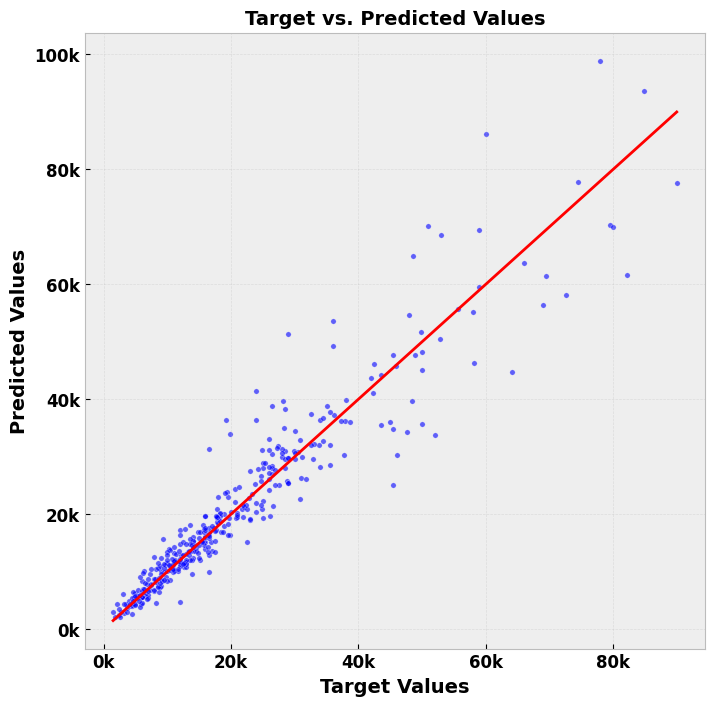 Target vs. Predicted Values
100k
80k
60k
40k
20k
0k
Predicted Values
0k 20k 40k 60k 80k
Target Values